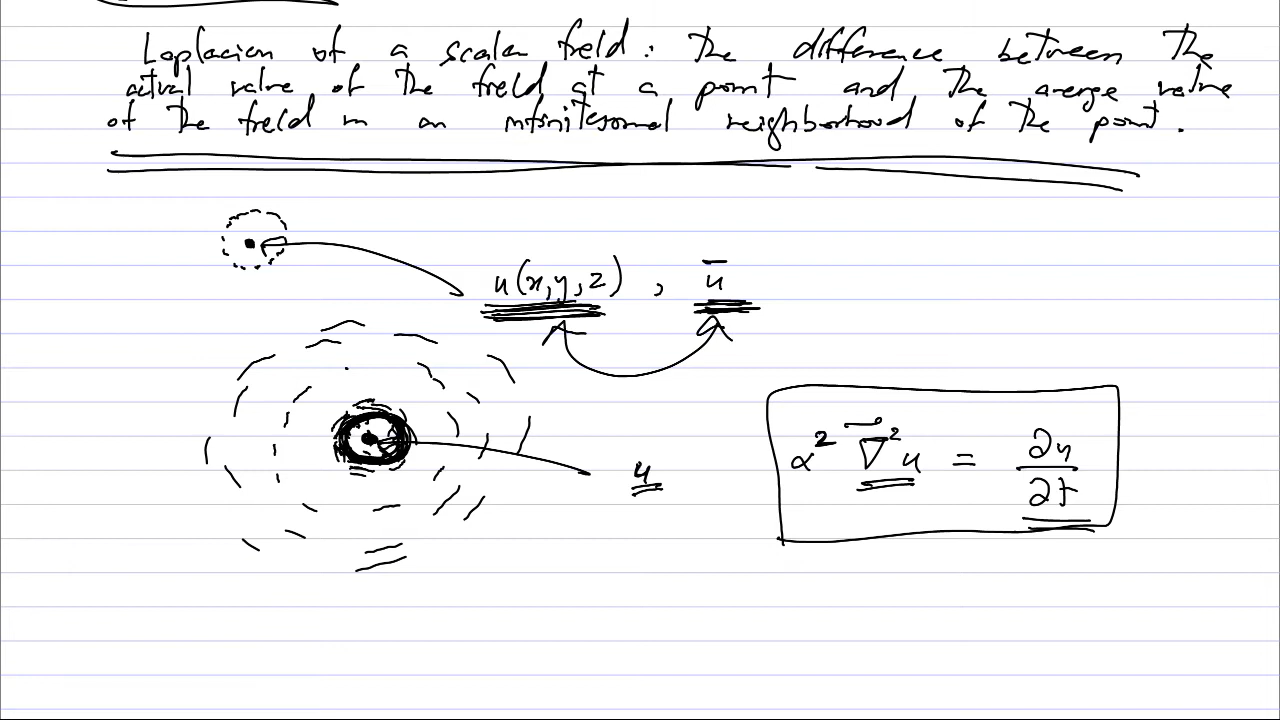 Laplacian of a scalar field : The difference between The
actual value of The field at a point and The average value
of The field in an infinitesimal neighborhood of The point.
u(x,y,z) , u̅
u
α² ∇⃗²u = ∂u/∂t